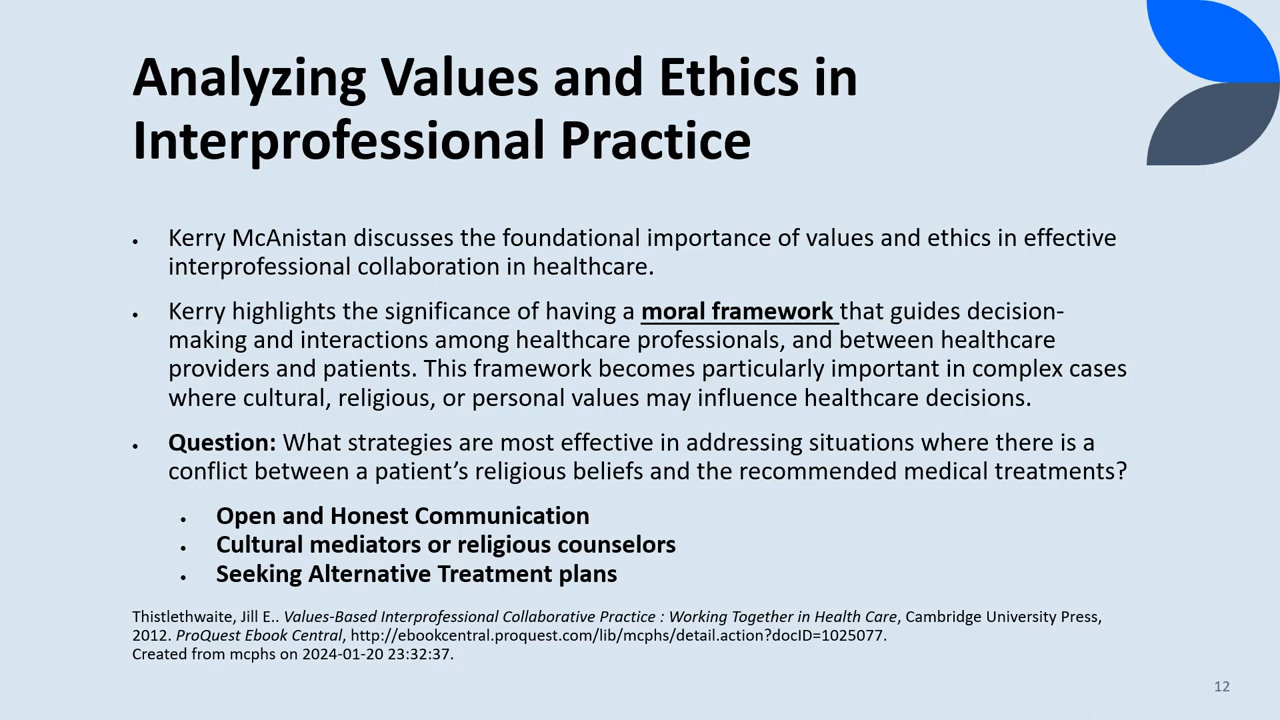 Analyzing Values and Ethics in
Interprofessional Practice
• Kerry McAnistan discusses the foundational importance of values and ethics in effective
interprofessional collaboration in healthcare.
• Kerry highlights the significance of having a moral framework that guides decision-
making and interactions among healthcare professionals, and between healthcare
providers and patients. This framework becomes particularly important in complex cases
where cultural, religious, or personal values may influence healthcare decisions.
• Question: What strategies are most effective in addressing situations where there is a
conflict between a patient’s religious beliefs and the recommended medical treatments?
• Open and Honest Communication
• Cultural mediators or religious counselors
• Seeking Alternative Treatment plans
Thistlethwaite, Jill E.. Values-Based Interprofessional Collaborative Practice : Working Together in Health Care, Cambridge University Press,
2012. ProQuest Ebook Central, http://ebookcentral.proquest.com/lib/mcphs/detail.action?docID=1025077.
Created from mcphs on 2024-01-20 23:32:37.
12